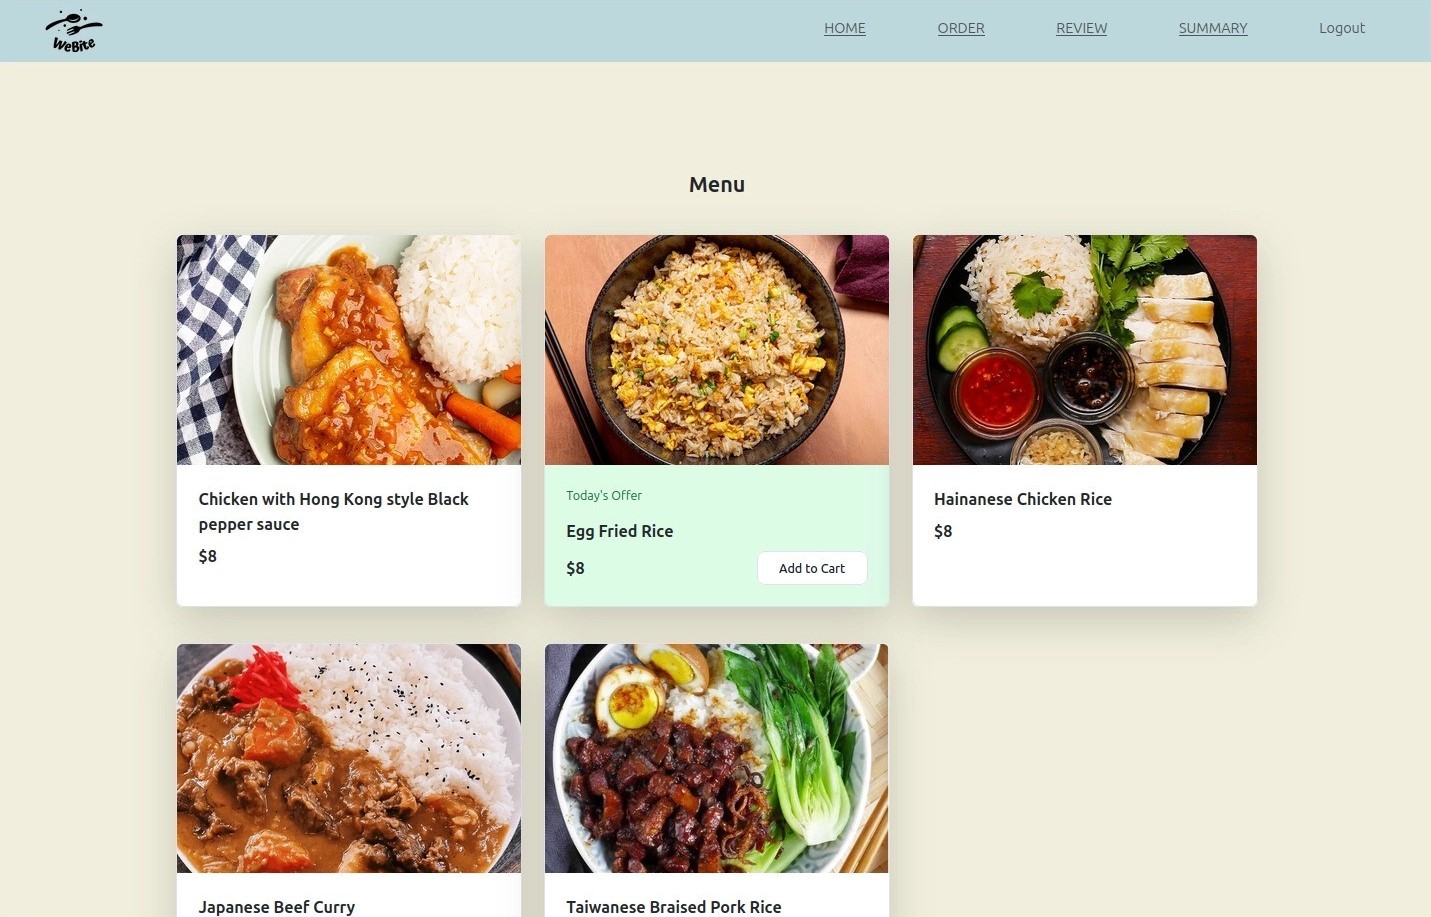 WeBite
HOME
ORDER
REVIEW
SUMMARY
Logout
Menu
Chicken with Hong Kong style Black
pepper sauce
$8
Today's Offer
Egg Fried Rice
$8
Add to Cart
Hainanese Chicken Rice
$8
Japanese Beef Curry
Taiwanese Braised Pork Rice